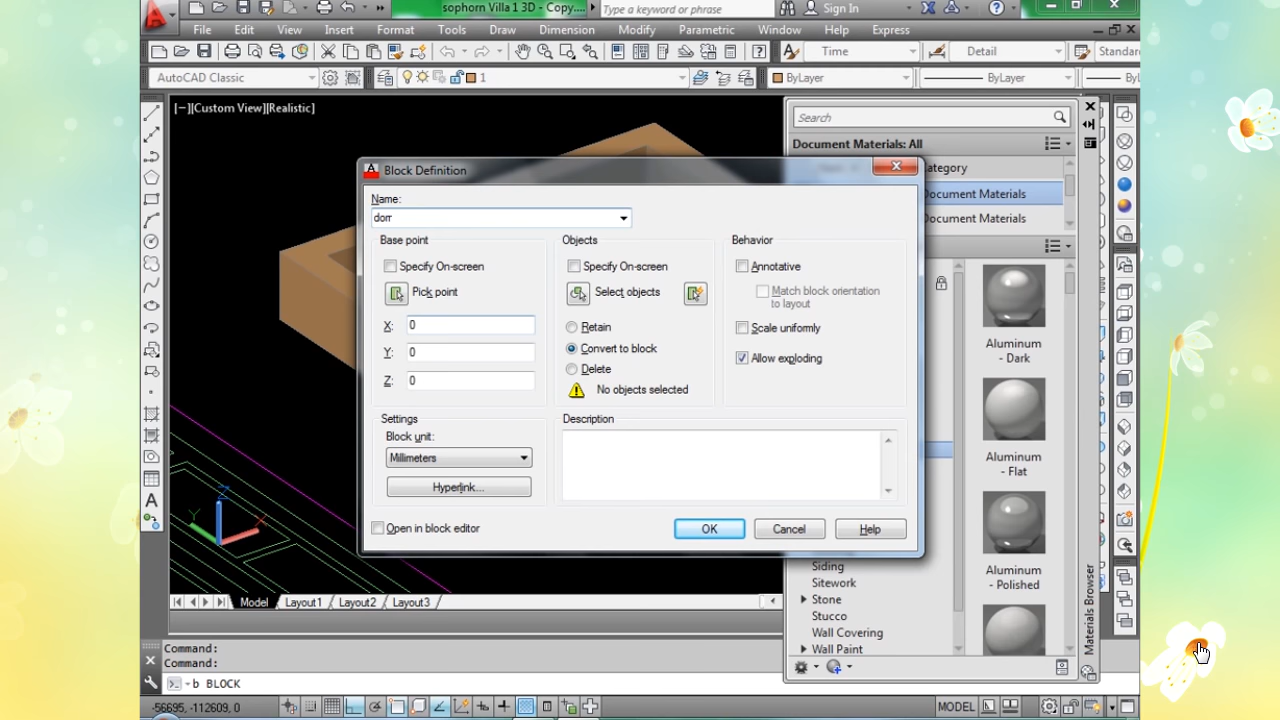 sophorn Villa 1 3D - Copy....
Type a keyword or phrase
Sign In
File Edit View Insert Format Tools Draw Dimension Modify Parametric Window Help Express
Time
Detail
Standar
AutoCAD Classic
1
ByLayer
ByLayer
ByL
[−][Custom View][Realistic]
Search
Document Materials: All
ategory
Document Materials
Document Materials
Block Definition
Name:
dorr
Base point
Specify On-screen
Pick point
X: 0
Y: 0
Z: 0
Objects
Specify On-screen
Select objects
Retain
Convert to block
Delete
No objects selected
Behavior
Annotative
Match block orientation
to layout
Scale uniformly
Allow exploding
Settings
Block unit:
Millimeters
Hyperlink...
Description
Open in block editor
OK
Cancel
Help
Aluminum
- Dark
Aluminum
- Flat
Aluminum
- Polished
Siding
Sitework
Stone
Stucco
Wall Covering
Wall Paint
Materials Browser
Z
Y
X
Model Layout1 Layout2 Layout3
Command:
Command:
b BLOCK
-56695, -112609, 0
MODEL